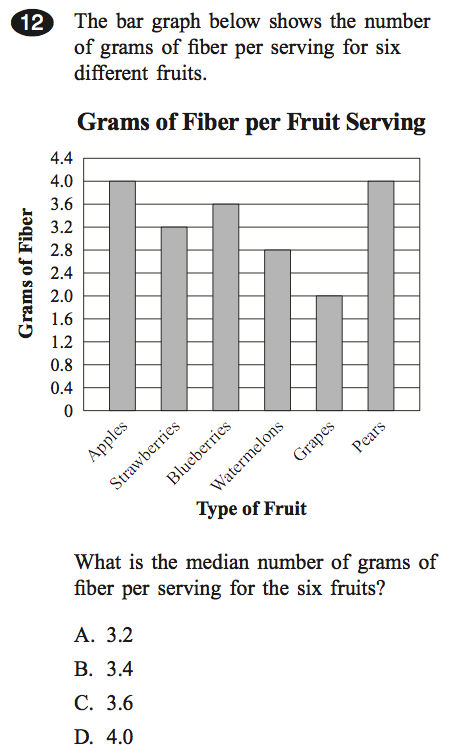 12 The bar graph below shows the number
of grams of fiber per serving for six
different fruits.
Grams of Fiber per Fruit Serving
Grams of Fiber
4.4
4.0
3.6
3.2
2.8
2.4
2.0
1.6
1.2
0.8
0.4
0
Apples
Strawberries
Blueberries
Watermelons
Grapes
Pears
Type of Fruit
What is the median number of grams of
fiber per serving for the six fruits?
A. 3.2
B. 3.4
C. 3.6
D. 4.0